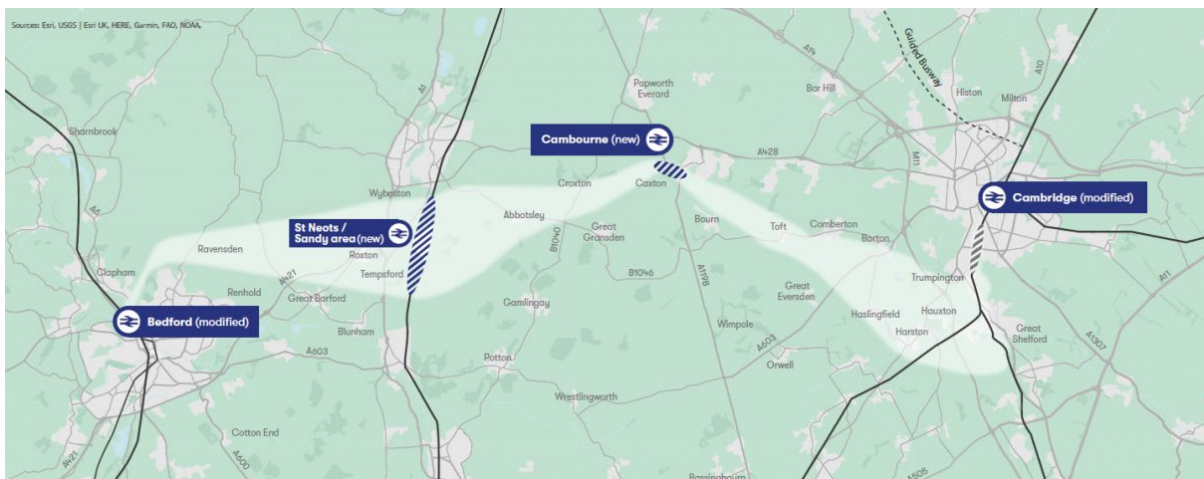 Sources: Esri, USGS | Esri UK, HERE, Garmin, FAO, NOAA,
Guided Busway
A14
A10
A1
Papworth
Everard
Bar Hill
Histon
Milton
Sharnbrook
Cambourne (new)
A428
M11
A6
Wyboston
Croxton
Caxton
Cambridge (modified)
St Neots /
Sandy area (new)
Abbotsley
Bourn
Great
Gransden
Toft
Comberton
Barton
Ravensden
Roxton
B1040
Clapham
A421
Tempsford
B1046
A1198
Trumpington
A11
Renhold
Great Barford
Gamlingay
Great
Eversden
Haslingfield
Hauxton
Bedford (modified)
Blunham
Wimpole
Harston
Great
Shelford
A1307
A603
Potton
A603
Orwell
Wrestlingworth
Cotton End
A421
A600
Bassingbourn
A505